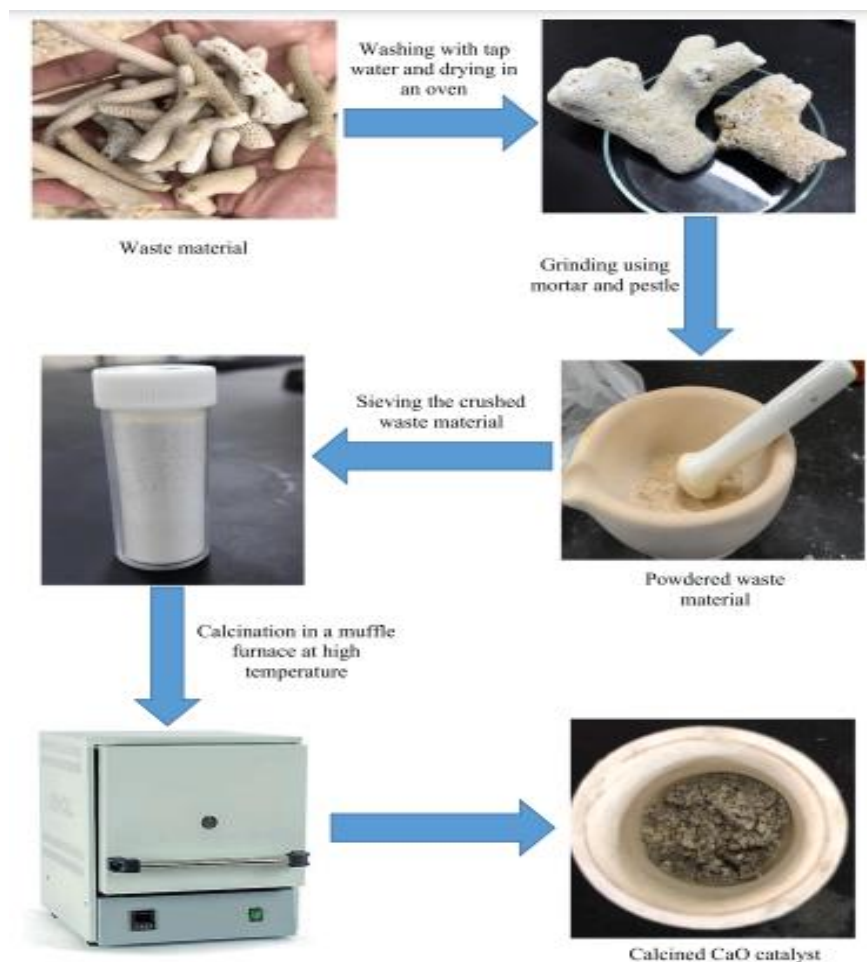 Washing with tap
water and drying in
an oven
Waste material
Grinding using
mortar and pestle
Sieving the crushed
waste material
Powdered waste
material
Calcination in a muffle
furnace at high
temperature
Calcined CaO catalyst